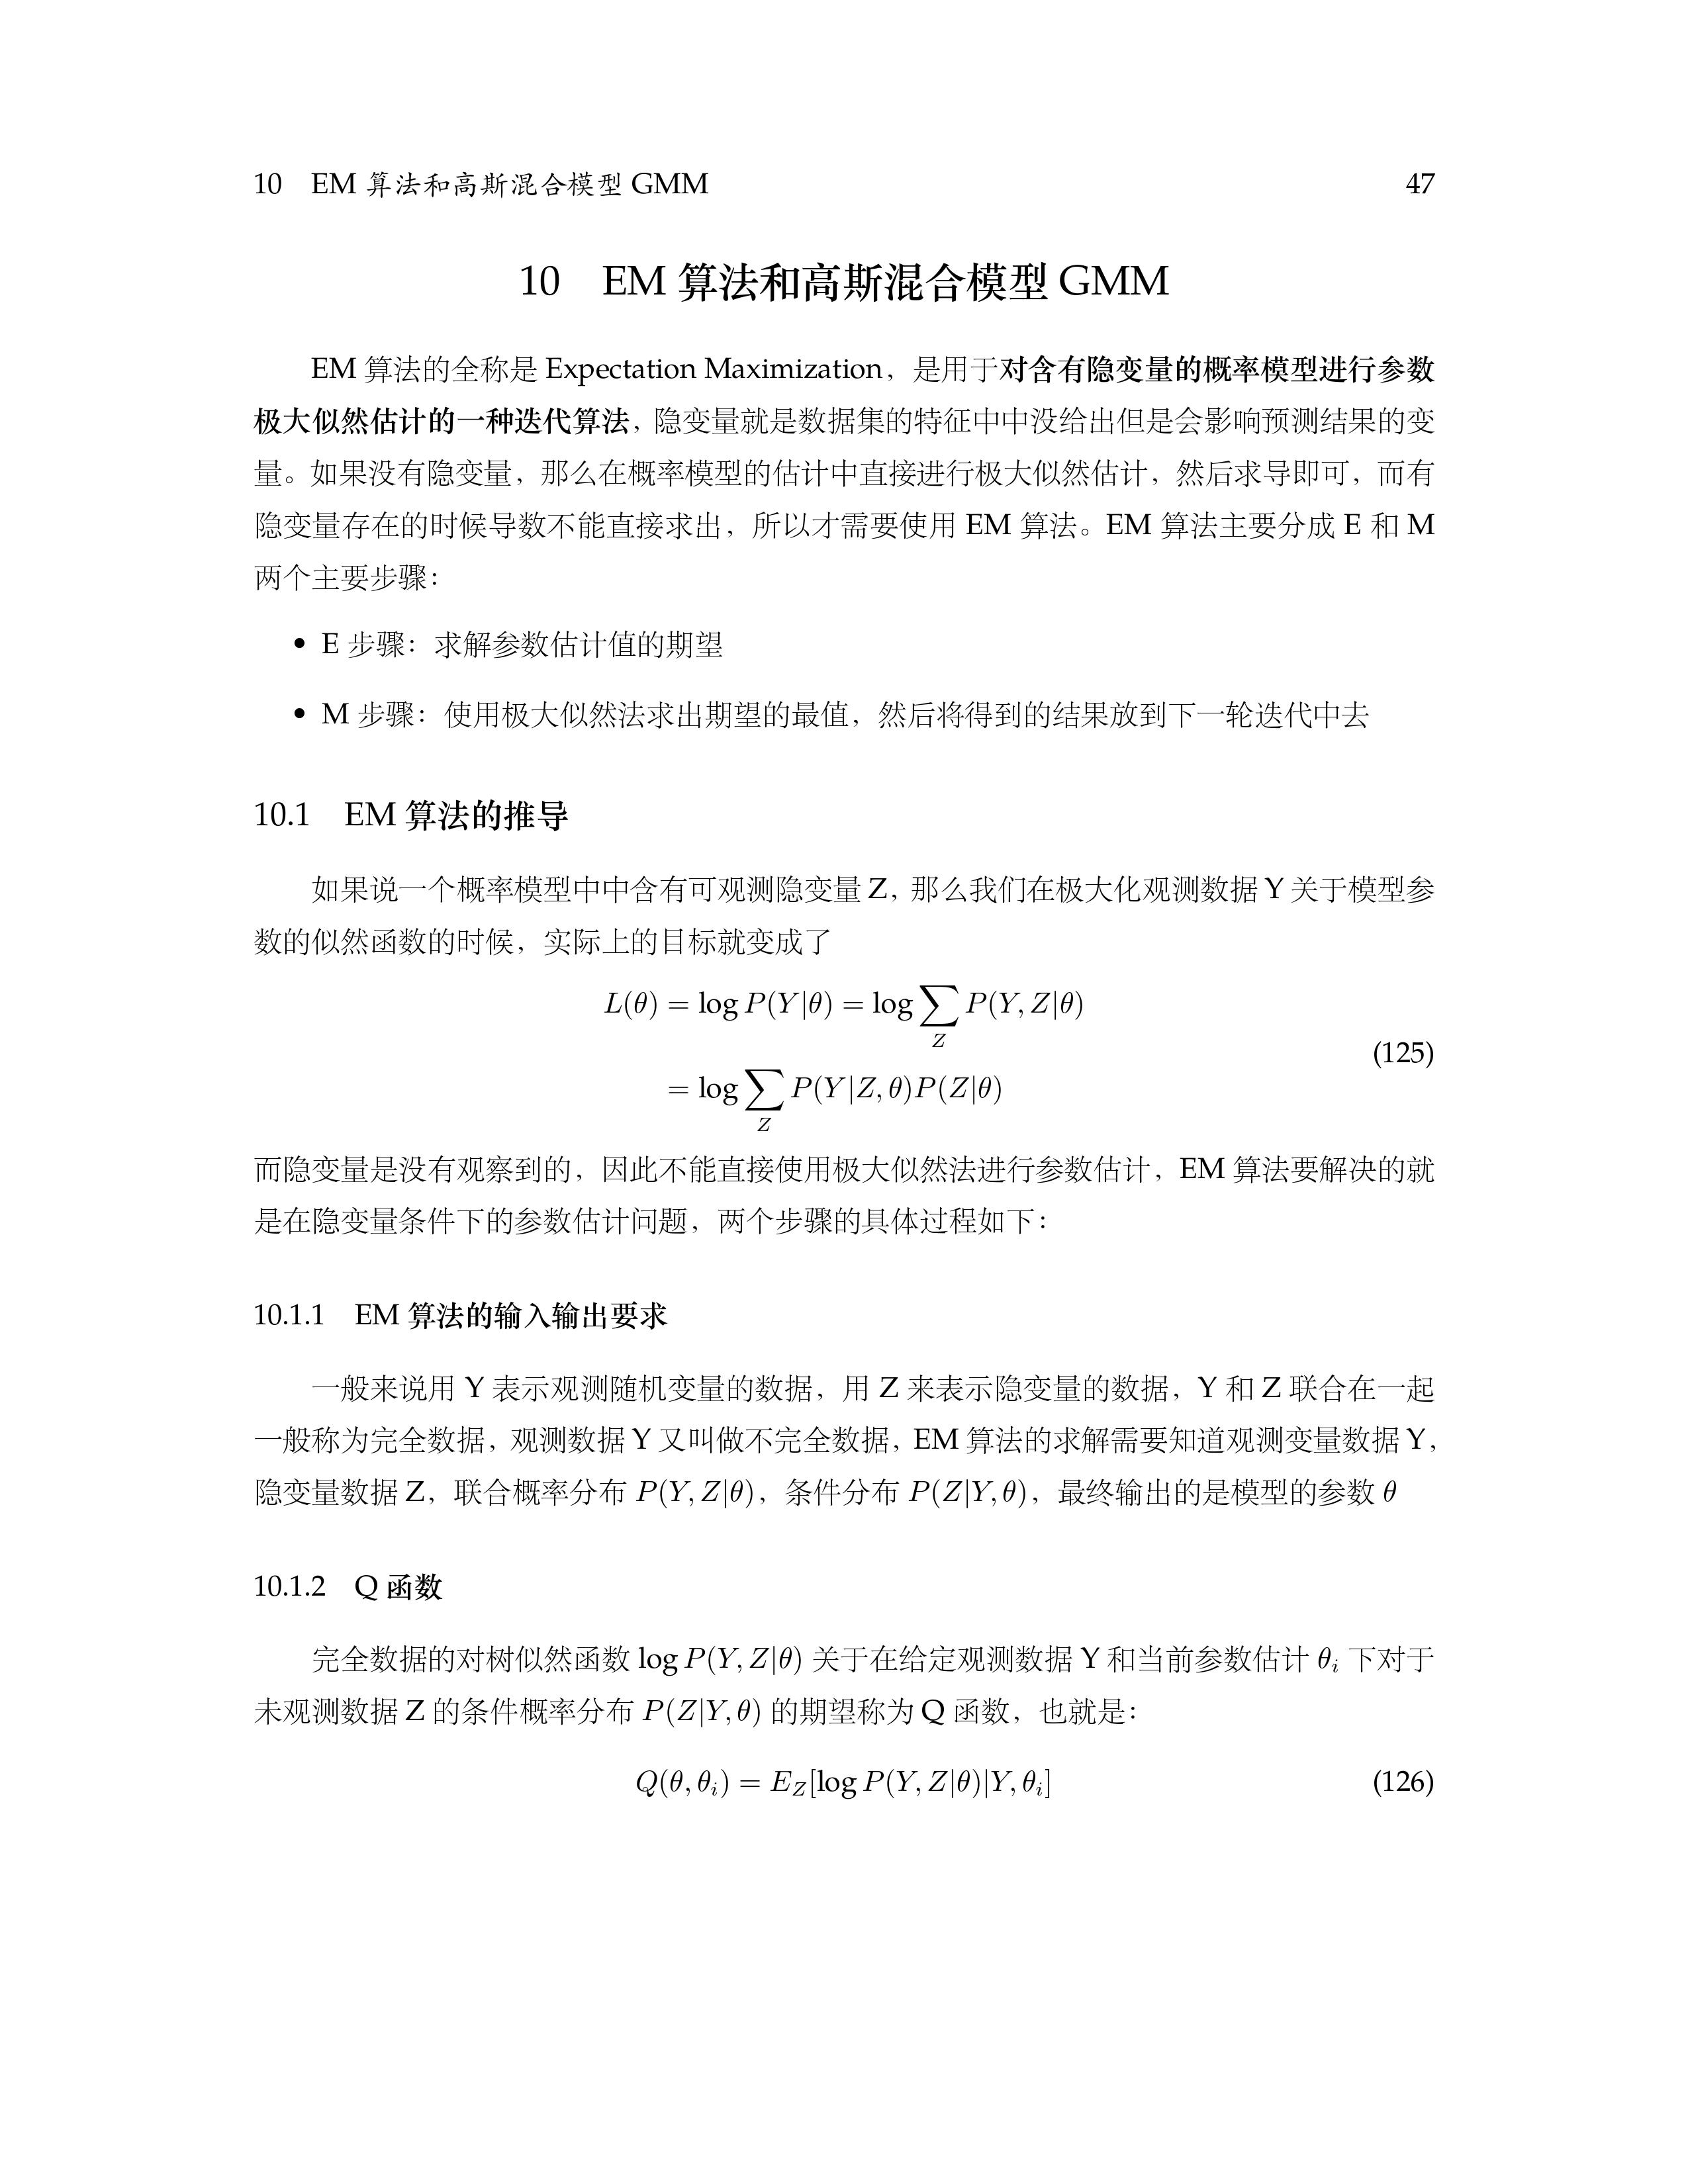 10 EM 算法和高斯混合模型 GMM 47
10 EM 算法和高斯混合模型 GMM
EM 算法的全称是 Expectation Maximization，是用于对含有隐变量的概率模型进行参数
极大似然估计的一种迭代算法，隐变量就是数据集的特征中中没给出但是会影响预测结果的变
量。如果没有隐变量，那么在概率模型的估计中直接进行极大似然估计，然后求导即可，而有
隐变量存在的时候导数不能直接求出，所以才需要使用 EM 算法。EM 算法主要分成 E 和 M
两个主要步骤：
• E 步骤：求解参数估计值的期望
• M 步骤：使用极大似然法求出期望的最值，然后将得到的结果放到下一轮迭代中去
10.1 EM 算法的推导
如果说一个概率模型中中含有可观测隐变量 Z，那么我们在极大化观测数据 Y 关于模型参
数的似然函数的时候，实际上的目标就变成了
L(θ) = log P(Y|θ) = log ∑_Z P(Y, Z|θ)
= log ∑_Z P(Y|Z, θ)P(Z|θ) (125)
而隐变量是没有观察到的，因此不能直接使用极大似然法进行参数估计，EM 算法要解决的就
是在隐变量条件下的参数估计问题，两个步骤的具体过程如下：
10.1.1 EM 算法的输入输出要求
一般来说用 Y 表示观测随机变量的数据，用 Z 来表示隐变量的数据，Y 和 Z 联合在一起
一般称为完全数据，观测数据 Y 又叫做不完全数据，EM 算法的求解需要知道观测变量数据 Y，
隐变量数据 Z，联合概率分布 P(Y, Z|θ)，条件分布 P(Z|Y, θ)，最终输出的是模型的参数 θ
10.1.2 Q 函数
完全数据的对树似然函数 log P(Y, Z|θ) 关于在给定观测数据 Y 和当前参数估计 θ_i 下对于
未观测数据 Z 的条件概率分布 P(Z|Y, θ) 的期望称为 Q 函数，也就是：
Q(θ, θ_i) = E_Z[log P(Y, Z|θ)|Y, θ_i] (126)